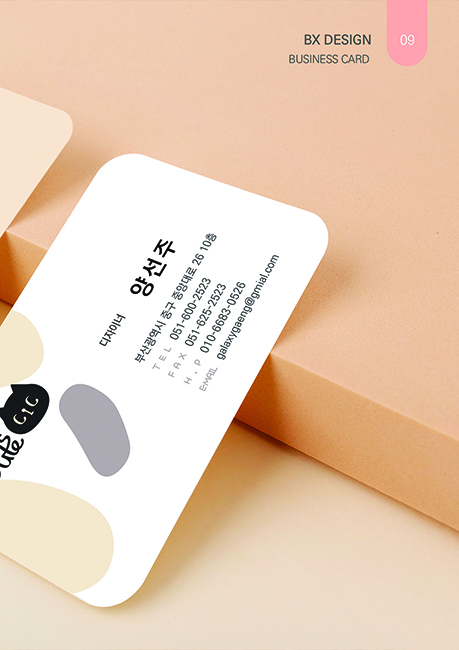 BX DESIGN
09
BUSINESS CARD
디자이너 양선주
부산광역시 중구 중앙대로 26 10층
TEL 051-600-2523
FAX 051-625-2523
H.P 010-6683-0526
EMAIL galaxygaeng@gmial.com
CIC